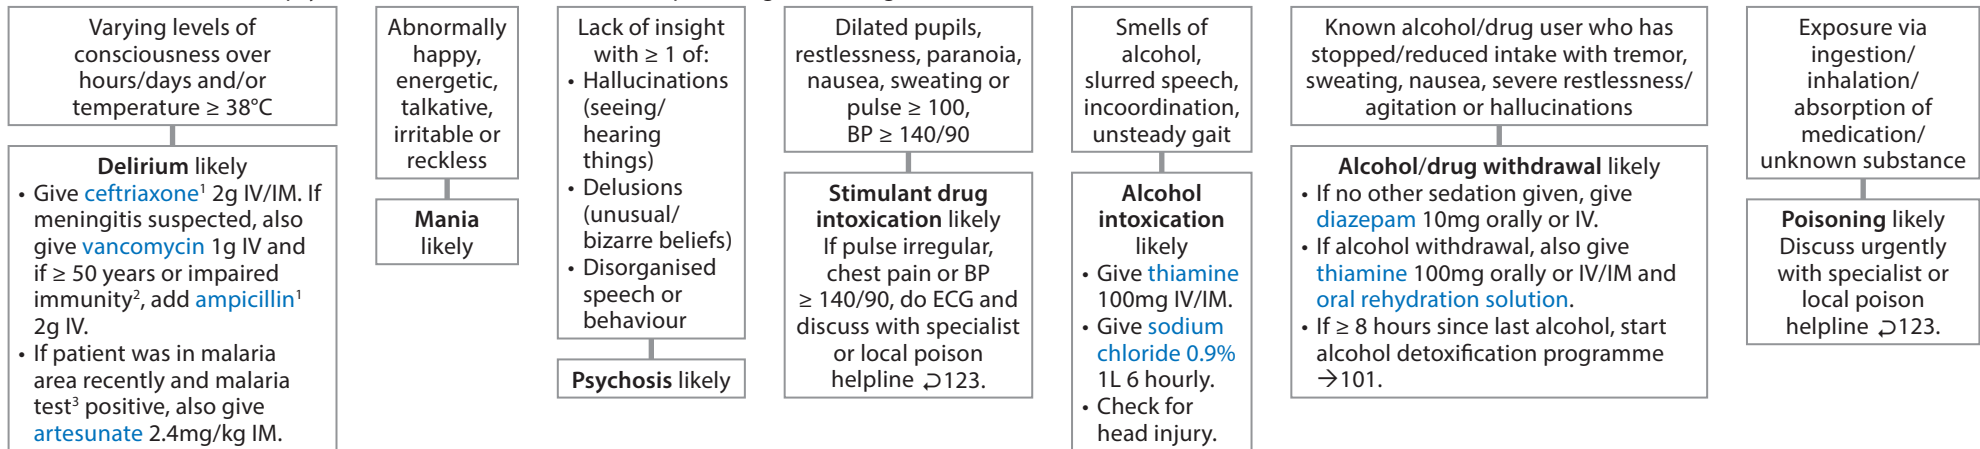 Varying levels of
consciousness over
hours/days and/or
temperature ≥ 38°C
Delirium likely
• Give ceftriaxone¹ 2g IV/IM. If
meningitis suspected, also
give vancomycin 1g IV and
if ≥ 50 years or impaired
immunity², add ampicillin¹
2g IV.
• If patient was in malaria
area recently and malaria
test³ positive, also give
artesunate 2.4mg/kg IM.
Abnormally
happy,
energetic,
talkative,
irritable or
reckless
Mania
likely
Lack of insight
with ≥ 1 of:
• Hallucinations
(seeing/
hearing
things)
• Delusions
(unusual/
bizarre beliefs)
• Disorganised
speech or
behaviour
Psychosis likely
Dilated pupils,
restlessness, paranoia,
nausea, sweating or
pulse ≥ 100,
BP ≥ 140/90
Stimulant drug
intoxication likely
If pulse irregular,
chest pain or BP
≥ 140/90, do ECG and
discuss with specialist
or local poison
helpline ⮐123.
Smells of
alcohol,
slurred speech,
incoordination,
unsteady gait
Alcohol
intoxication
likely
• Give thiamine
100mg IV/IM.
• Give sodium
chloride 0.9%
1L 6 hourly.
• Check for
head injury.
Known alcohol/drug user who has
stopped/reduced intake with tremor,
sweating, nausea, severe restlessness/
agitation or hallucinations
Alcohol/drug withdrawal likely
• If no other sedation given, give
diazepam 10mg orally or IV.
• If alcohol withdrawal, also give
thiamine 100mg orally or IV/IM and
oral rehydration solution.
• If ≥ 8 hours since last alcohol, start
alcohol detoxification programme
→101.
Exposure via
ingestion/
inhalation/
absorption of
medication/
unknown substance
Poisoning likely
Discuss urgently
with specialist or
local poison
helpline ⮐123.